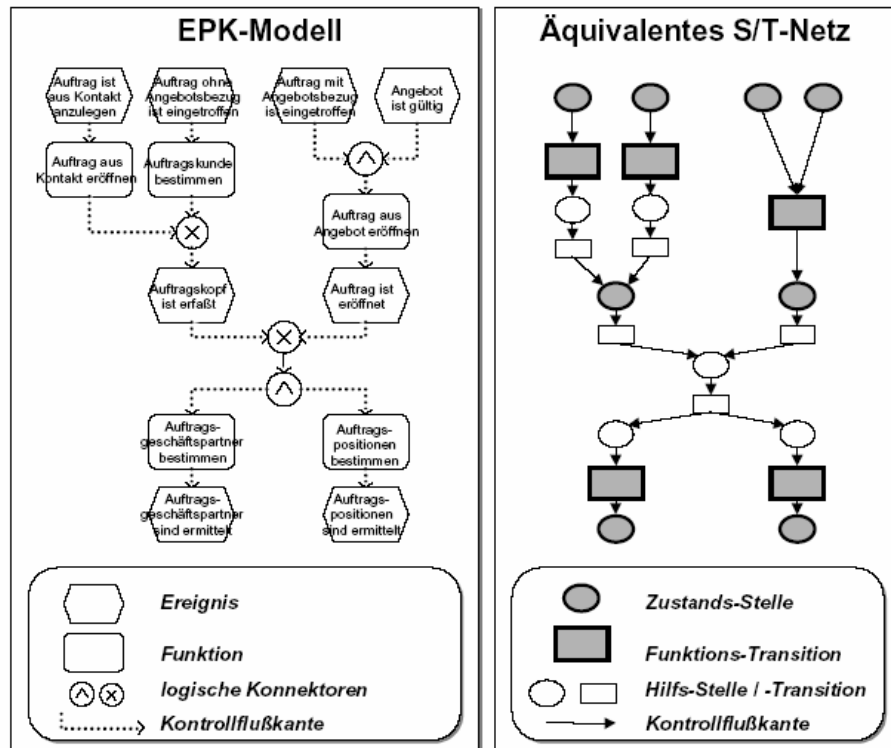 EPK-Modell
Auftrag ist
aus Kontakt
anzulegen
Auftrag ohne
Angebotsbezug
ist eingetroffen
Auftrag mit
Angebotsbezug
ist eingetroffen
Angebot
ist gültig
Auftrag aus
Kontakt eröffnen
Auftragskunde
bestimmen
Auftrag aus
Angebot eröffnen
Auftragskopf
ist erfaßt
Auftrag ist
eröffnet
Auftrags-
geschäftspartner
bestimmen
Auftrags-
positionen
bestimmen
Auftrags-
geschäftspartner
sind ermittelt
Auftrags-
positionen
sind ermittelt
Ereignis
Funktion
logische Konnektoren
Kontrollflußkante
Äquivalentes S/T-Netz
Zustands-Stelle
Funktions-Transition
Hilfs-Stelle / -Transition
Kontrollflußkante